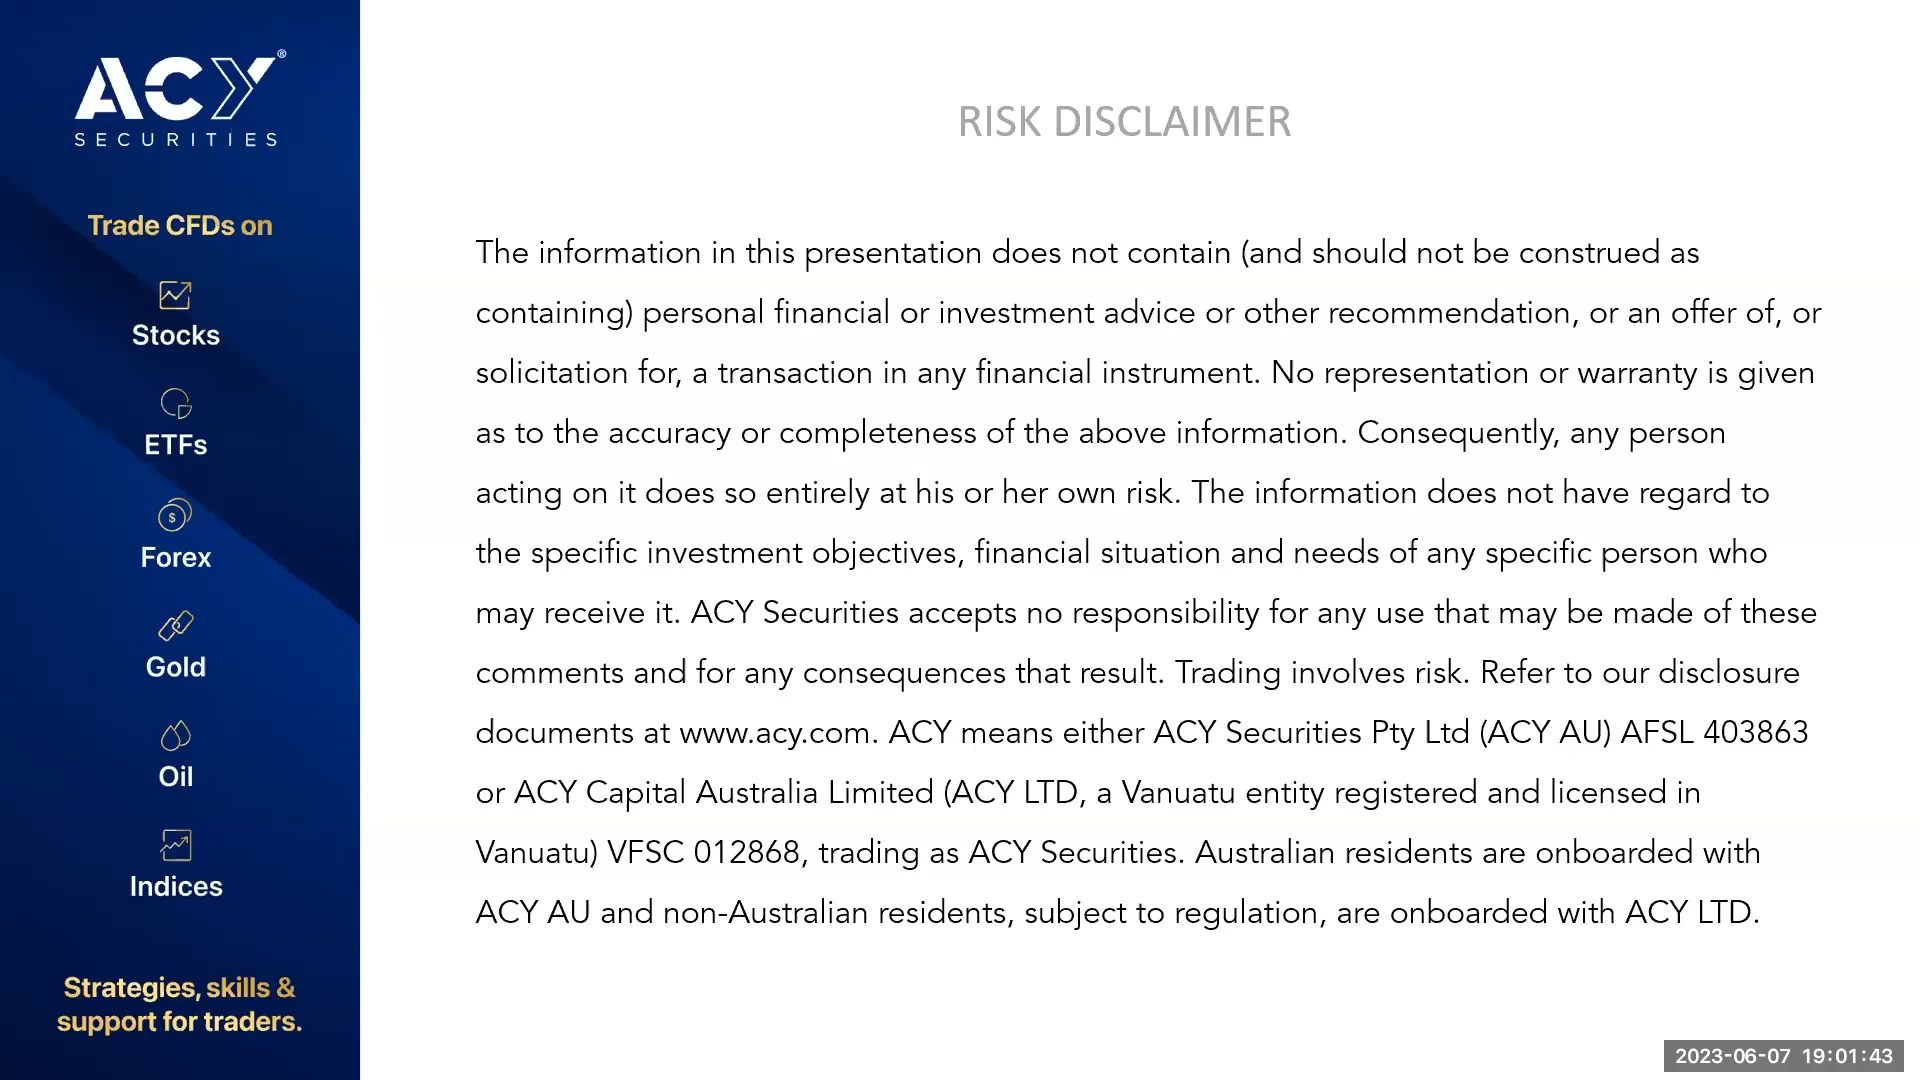 ACY®
SECURITIES
Trade CFDs on
Stocks
ETFs
$
Forex
Gold
Oil
Indices
Strategies, skills &
support for traders.
RISK DISCLAIMER
The information in this presentation does not contain (and should not be construed as
containing) personal financial or investment advice or other recommendation, or an offer of, or
solicitation for, a transaction in any financial instrument. No representation or warranty is given
as to the accuracy or completeness of the above information. Consequently, any person
acting on it does so entirely at his or her own risk. The information does not have regard to
the specific investment objectives, financial situation and needs of any specific person who
may receive it. ACY Securities accepts no responsibility for any use that may be made of these
comments and for any consequences that result. Trading involves risk. Refer to our disclosure
documents at www.acy.com. ACY means either ACY Securities Pty Ltd (ACY AU) AFSL 403863
or ACY Capital Australia Limited (ACY LTD, a Vanuatu entity registered and licensed in
Vanuatu) VFSC 012868, trading as ACY Securities. Australian residents are onboarded with
ACY AU and non-Australian residents, subject to regulation, are onboarded with ACY LTD.
2023-06-07 19:01:43